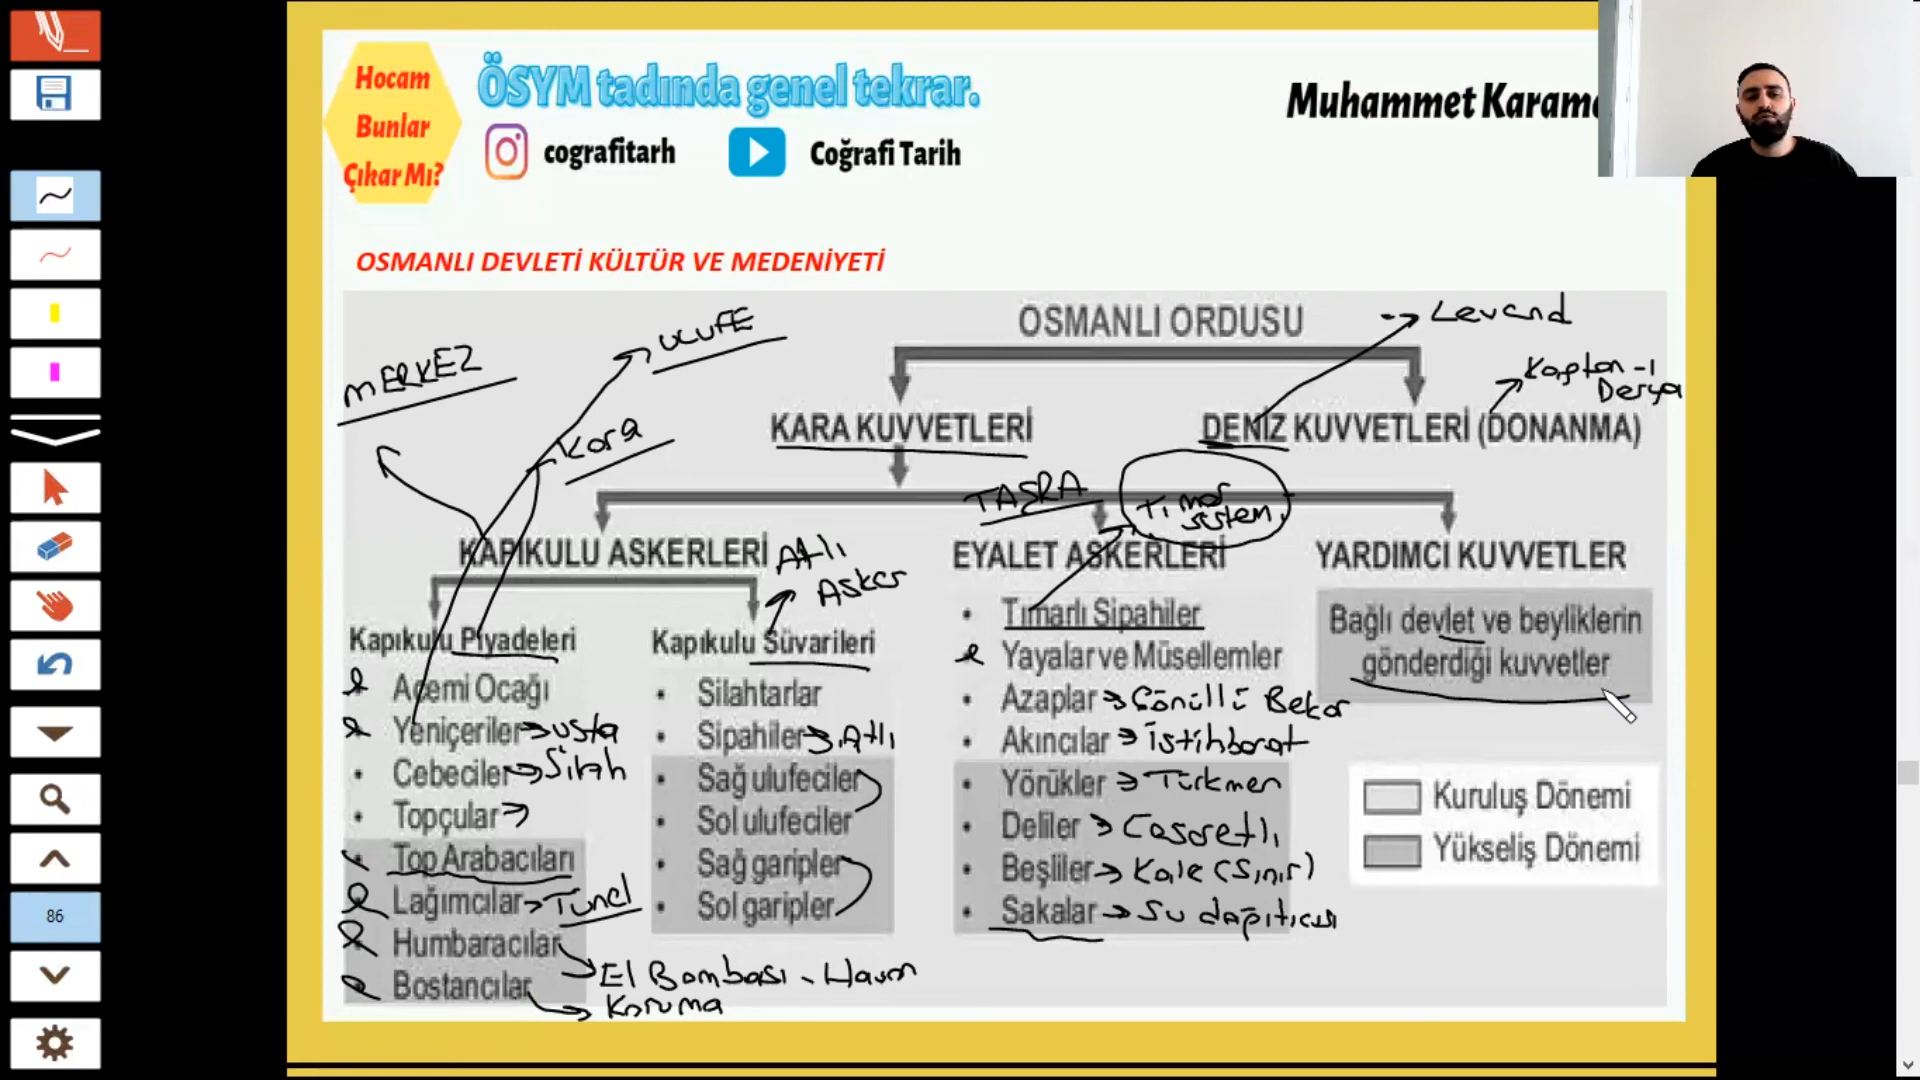 Hocam
Bunlar
Çıkar Mı?
ÖSYM tadında genel tekrar.
cografitarh
Coğrafi Tarih
Muhammet Karama
OSMANLI DEVLETİ KÜLTÜR VE MEDENİYETİ
OSMANLI ORDUSU
Levend
ULUFE
MERKEZ
Kaptan-ı
Derya
KARA KUVVETLERİ
DENİZ KUVVETLERİ (DONANMA)
Kara
TAŞRA
Tımar
sistem
KAPIKULU ASKERLERİ
Atlı
Asker
EYALET ASKERLERİ
YARDIMCI KUVVETLER
Kapıkulu Piyadeleri
Acemi Ocağı
Yeniçeriler → usta
Cebeciler → Silah
Topçular →
Top Arabacıları
Lağımcılar → Tünel
Humbaracılar → El Bombası - Havan
Bostancılar → Koruma
Kapıkulu Süvarileri
• Silahtarlar
• Sipahiler → Atlı
• Sağ ulufeciler
• Sol ulufeciler
• Sağ garipler
• Sol garipler
• Tımarlı Sipahiler
Yayalar ve Müsellemler
• Azaplar → Gönüllü Bekar
• Akıncılar → istihbarat
• Yörükler → Türkmen
• Deliler → Cesaretli
• Beşliler → Kale (Sınır)
• Sakalar → Su dağıtıcısı
Bağlı devlet ve beyliklerin
gönderdiği kuvvetler
Kuruluş Dönemi
Yükseliş Dönemi
86